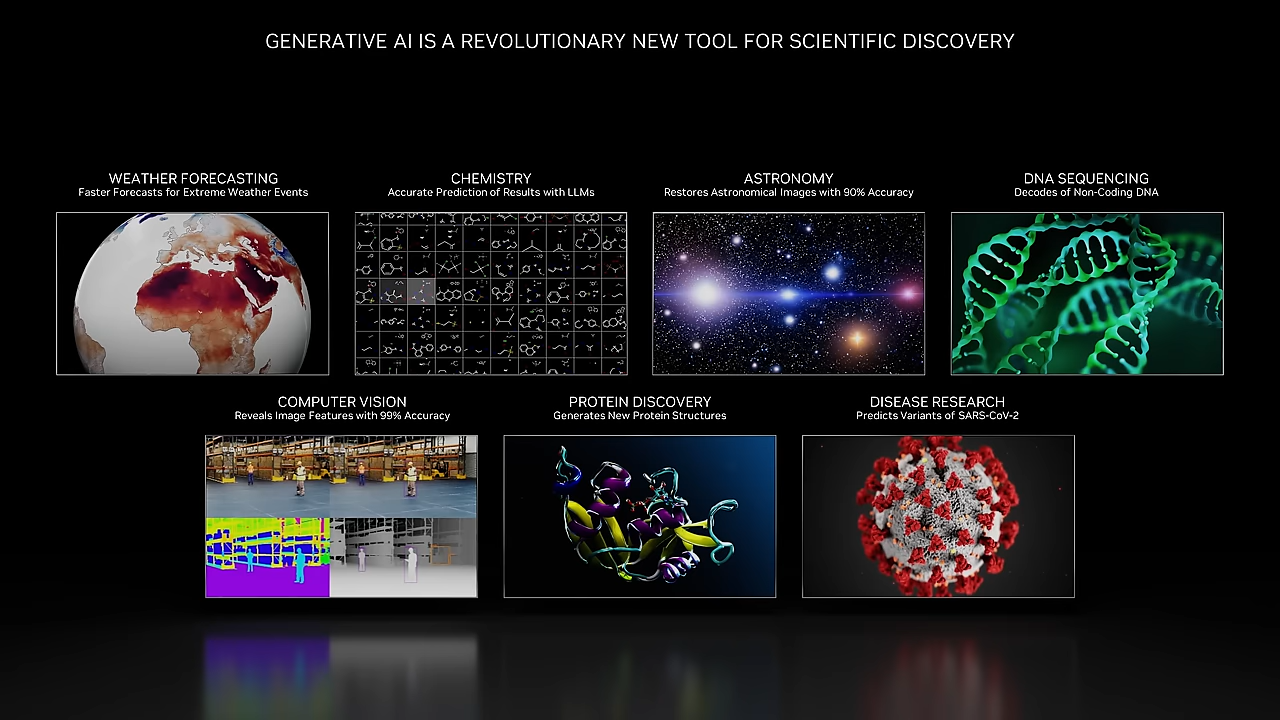 GENERATIVE AI IS A REVOLUTIONARY NEW TOOL FOR SCIENTIFIC DISCOVERY
WEATHER FORECASTING
Faster Forecasts for Extreme Weather Events
CHEMISTRY
Accurate Prediction of Results with LLMs
ASTRONOMY
Restores Astronomical Images with 90% Accuracy
DNA SEQUENCING
Decodes of Non-Coding DNA
COMPUTER VISION
Reveals Image Features with 99% Accuracy
PROTEIN DISCOVERY
Generates New Protein Structures
DISEASE RESEARCH
Predicts Variants of SARS-CoV-2